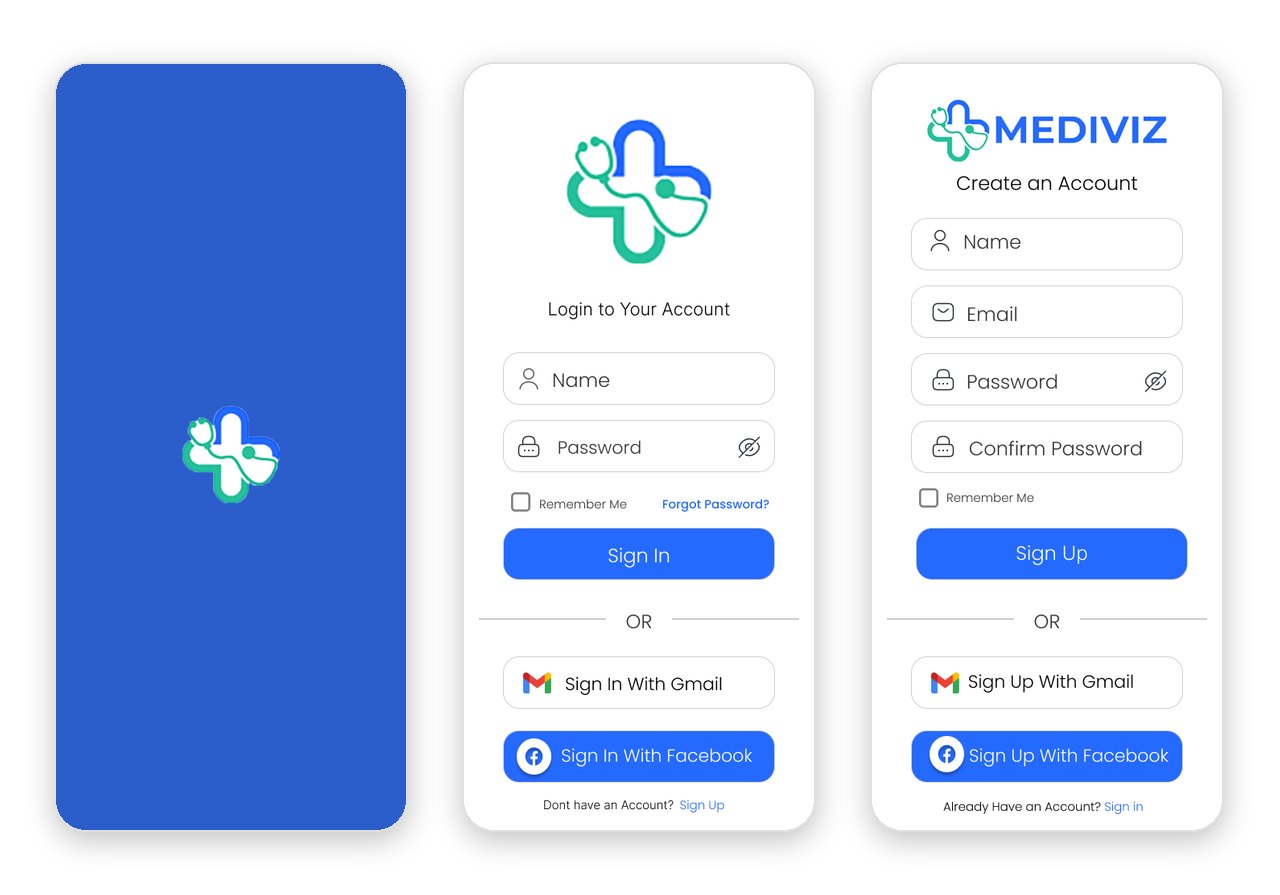 Login to Your Account
Name
Password
Remember Me
Forgot Password?
Sign In
OR
Sign In With Gmail
Sign In With Facebook
Dont have an Account? Sign Up
MEDIVIZ
Create an Account
Name
Email
Password
Confirm Password
Remember Me
Sign Up
OR
Sign Up With Gmail
Sign Up With Facebook
Already Have an Account? Sign in